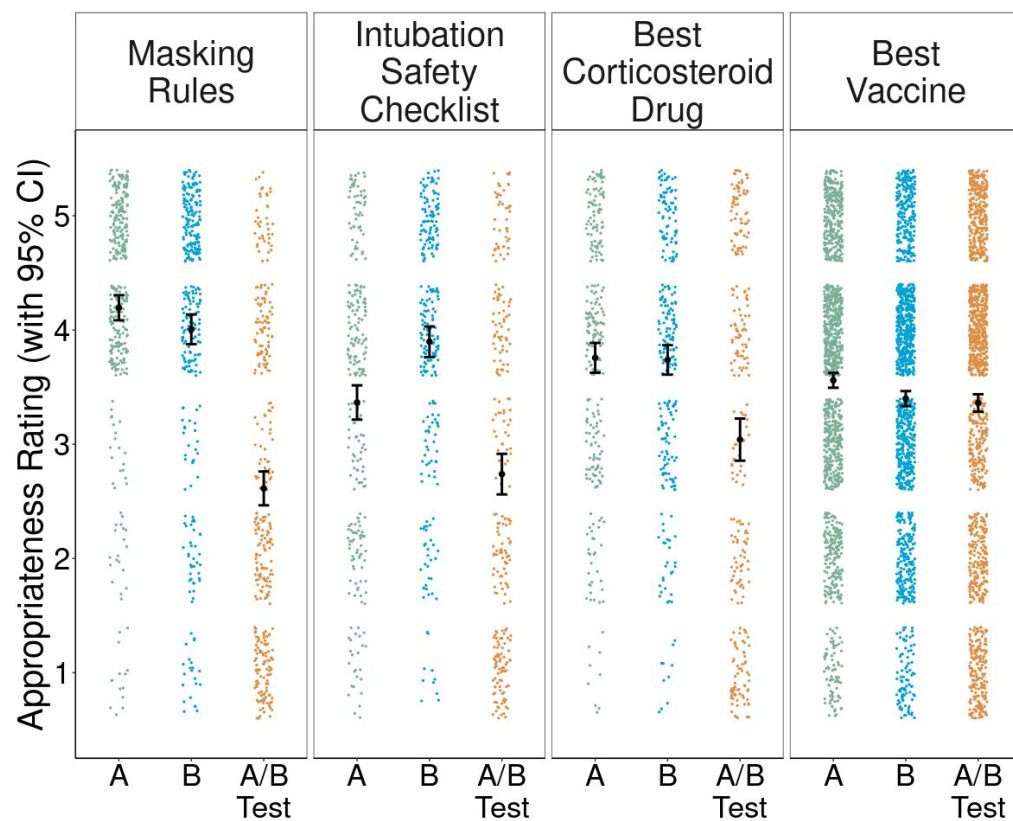 Masking
Rules
Intubation
Safety
Checklist
Best
Corticosteroid
Drug
Best
Vaccine
Appropriateness Rating (with 95% CI)
5
4
3
2
1
A
B
A/B
Test
A
B
A/B
Test
A
B
A/B
Test
A
B
A/B
Test